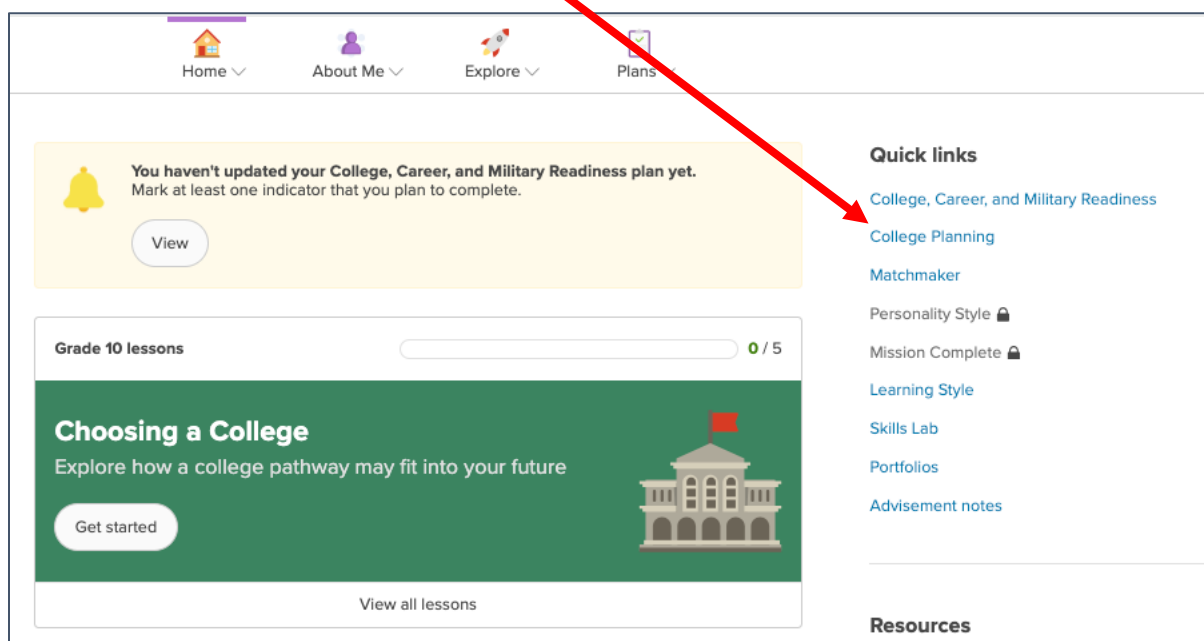 Home
About Me
Explore
Plans
You haven't updated your College, Career, and Military Readiness plan yet.
Mark at least one indicator that you plan to complete.
View
Grade 10 lessons
0 / 5
Choosing a College
Explore how a college pathway may fit into your future
Get started
View all lessons
Quick links
College, Career, and Military Readiness
College Planning
Matchmaker
Personality Style
Mission Complete
Learning Style
Skills Lab
Portfolios
Advisement notes
Resources